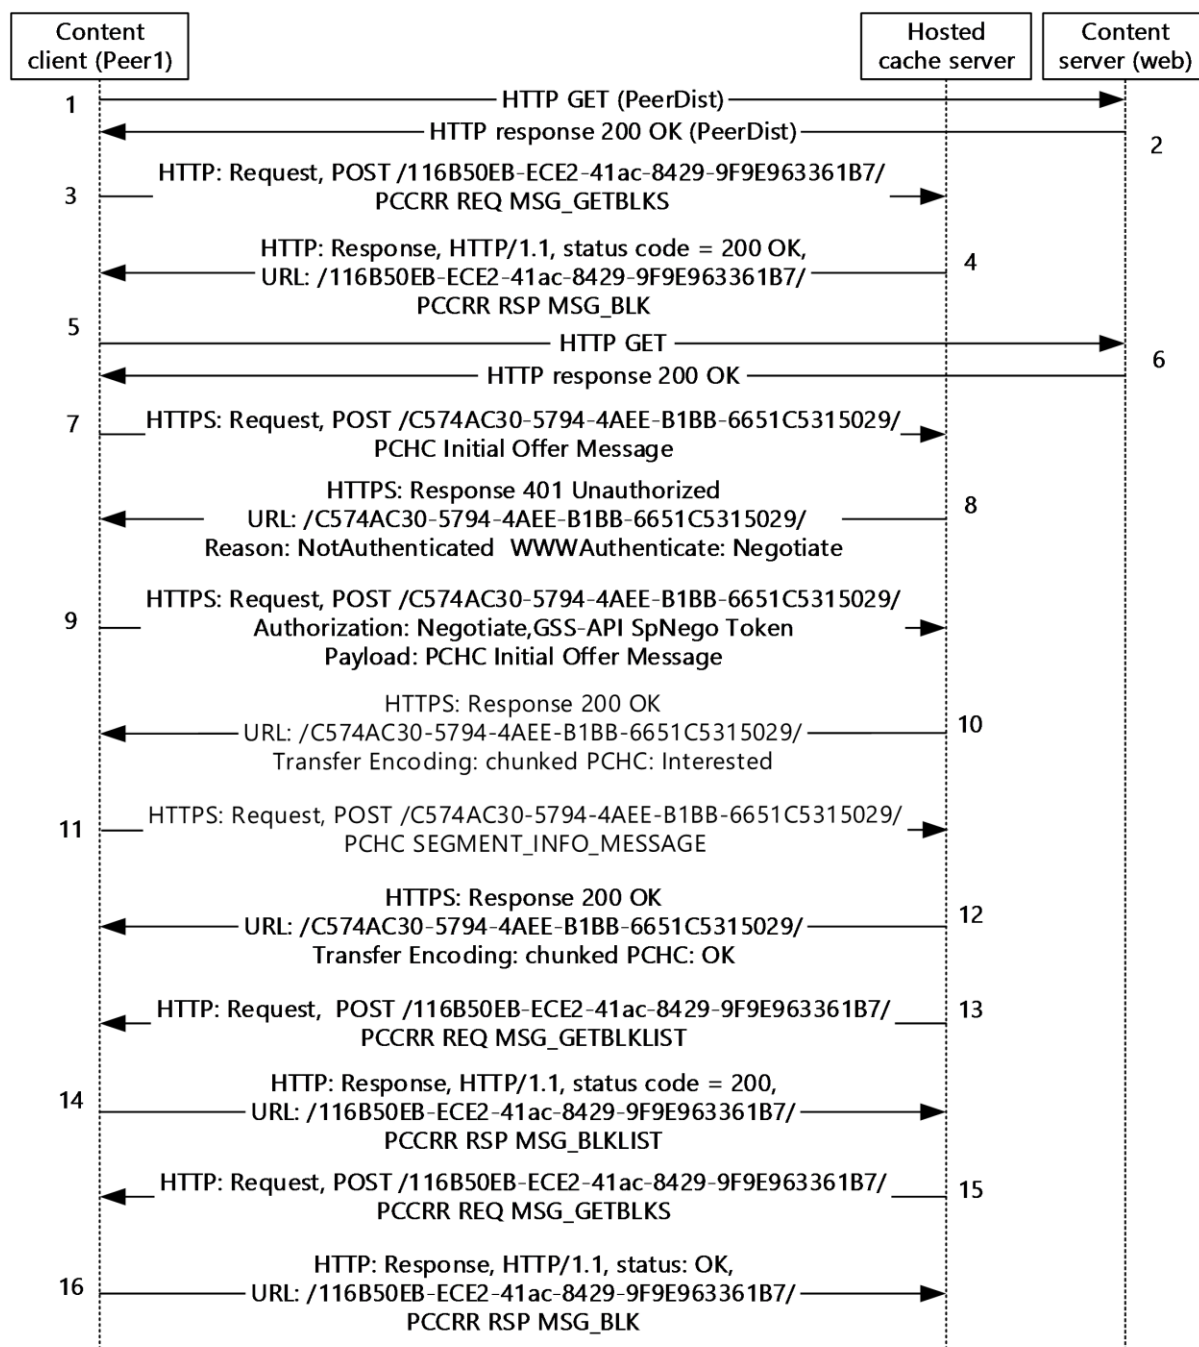 Content
client (Peer1)
Hosted
cache server
Content
server (web)
1
HTTP GET (PeerDist)
HTTP response 200 OK (PeerDist)
2
HTTP: Request, POST /116B50EB-ECE2-41ac-8429-9F9E963361B7/
3
PCCRR REQ MSG_GETBLKS
HTTP: Response, HTTP/1.1, status code = 200 OK,
4
URL: /116B50EB-ECE2-41ac-8429-9F9E963361B7/
PCCRR RSP MSG_BLK
5
HTTP GET
6
HTTP response 200 OK
7
HTTPS: Request, POST /C574AC30-5794-4AEE-B1BB-6651C5315029/
PCHC Initial Offer Message
HTTPS: Response 401 Unauthorized
8
URL: /C574AC30-5794-4AEE-B1BB-6651C5315029/
Reason: NotAuthenticated WWWAuthenticate: Negotiate
HTTPS: Request, POST /C574AC30-5794-4AEE-B1BB-6651C5315029/
9
Authorization: Negotiate,GSS-API SpNego Token
Payload: PCHC Initial Offer Message
HTTPS: Response 200 OK
10
URL: /C574AC30-5794-4AEE-B1BB-6651C5315029/
Transfer Encoding: chunked PCHC: Interested
11
HTTPS: Request, POST /C574AC30-5794-4AEE-B1BB-6651C5315029/
PCHC SEGMENT_INFO_MESSAGE
HTTPS: Response 200 OK
12
URL: /C574AC30-5794-4AEE-B1BB-6651C5315029/
Transfer Encoding: chunked PCHC: OK
HTTP: Request, POST /116B50EB-ECE2-41ac-8429-9F9E963361B7/
13
PCCRR REQ MSG_GETBLKLIST
HTTP: Response, HTTP/1.1, status code = 200,
14
URL: /116B50EB-ECE2-41ac-8429-9F9E963361B7/
PCCRR RSP MSG_BLKLIST
HTTP: Request, POST /116B50EB-ECE2-41ac-8429-9F9E963361B7/
15
PCCRR REQ MSG_GETBLKS
HTTP: Response, HTTP/1.1, status: OK,
16
URL: /116B50EB-ECE2-41ac-8429-9F9E963361B7/
PCCRR RSP MSG_BLK